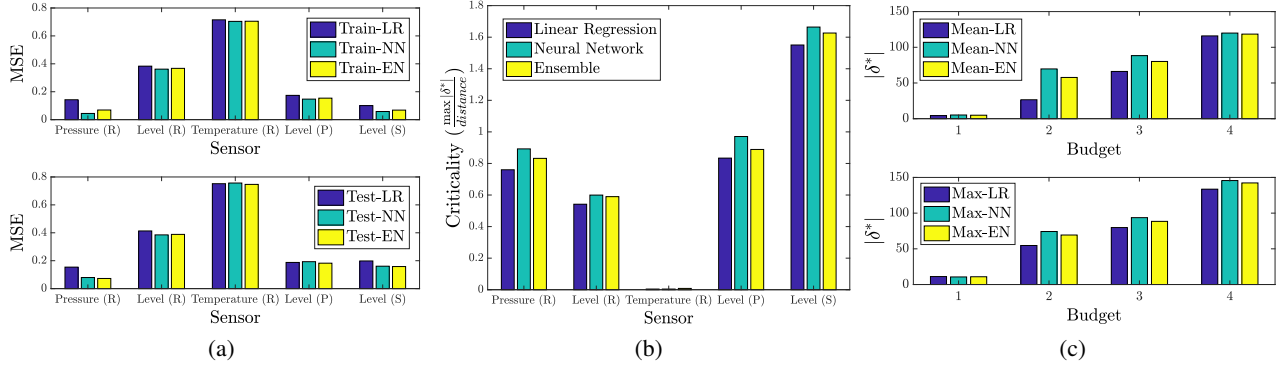 0.8
0.6
0.4
0.2
0
MSE
Train-LR
Train-NN
Train-EN
Pressure (R) Level (R) Temperature (R) Level (P) Level (S)
Sensor
0.8
0.6
0.4
0.2
0
MSE
Test-LR
Test-NN
Test-EN
Pressure (R) Level (R) Temperature (R) Level (P) Level (S)
Sensor
(a)
1.8
1.6
1.4
1.2
1
0.8
0.6
0.4
0.2
0
Criticality (max |δ*| / distance)
Linear Regression
Neural Network
Ensemble
Pressure (R) Level (R) Temperature (R) Level (P) Level (S)
Sensor
(b)
150
100
50
0
|δ*|
Mean-LR
Mean-NN
Mean-EN
1 2 3 4
Budget
150
100
50
0
|δ*|
Max-LR
Max-NN
Max-EN
1 2 3 4
Budget
(c)